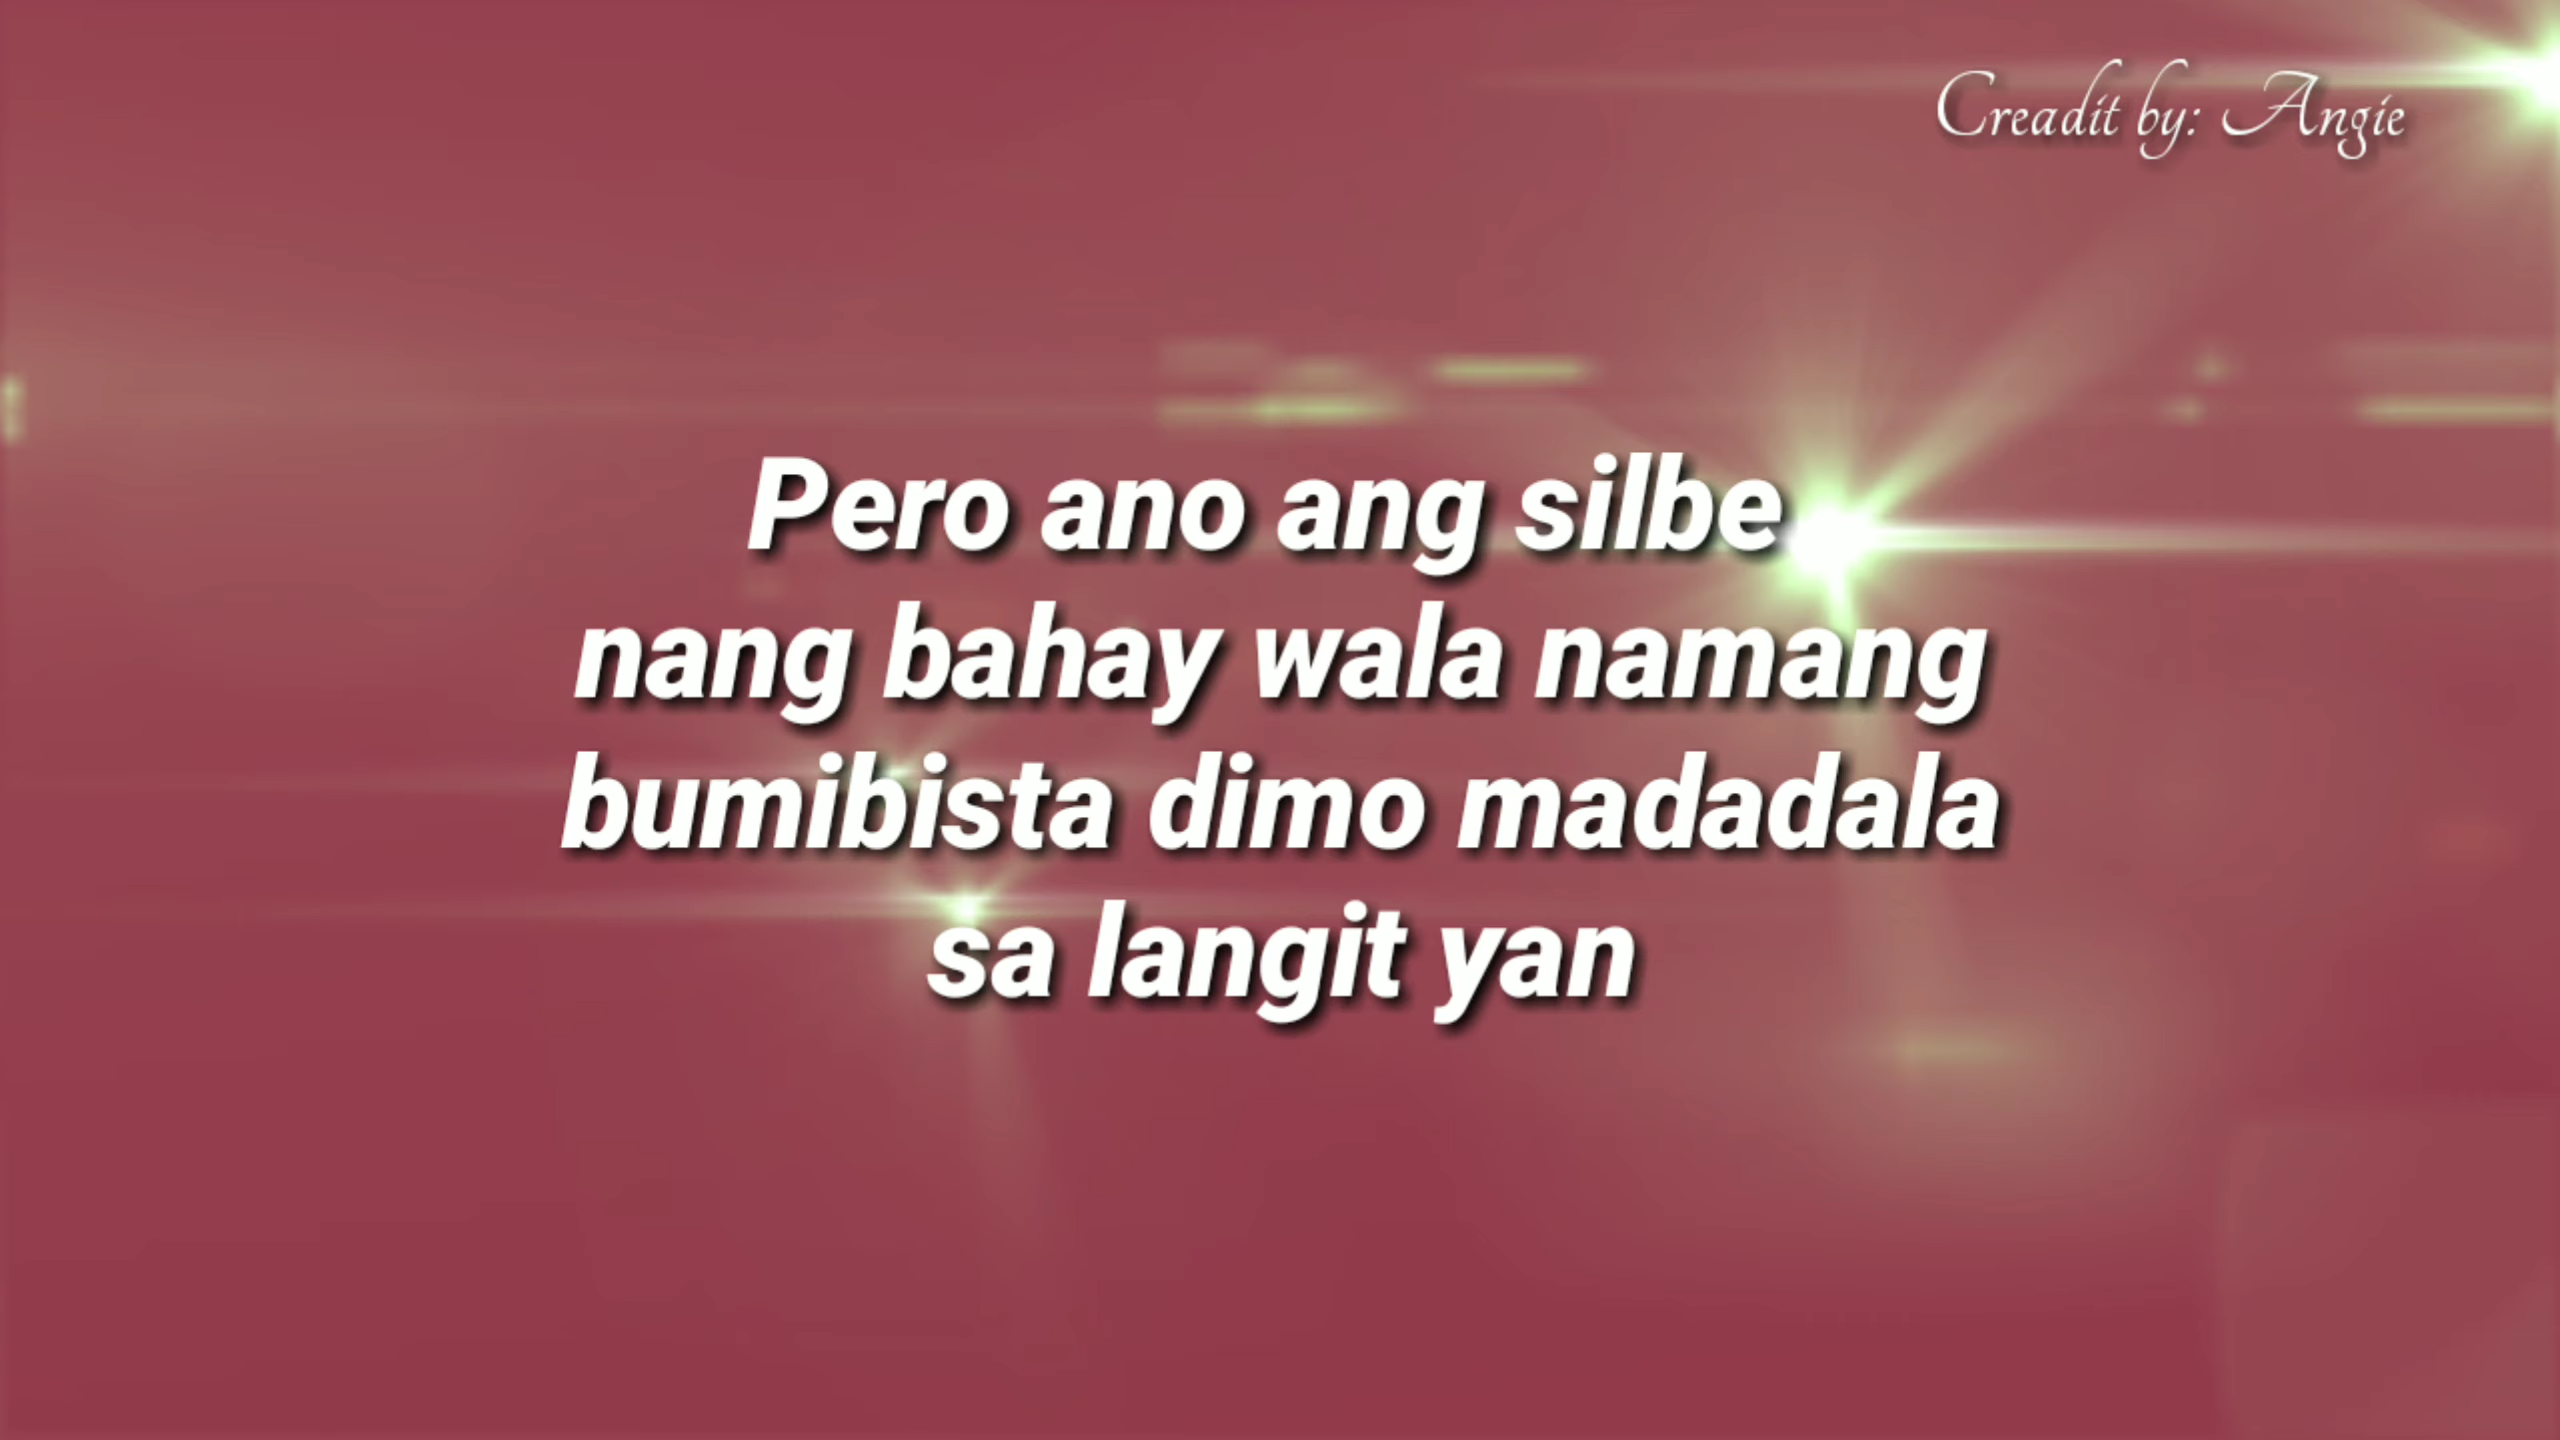 Creadit by: Angie
Pero ano ang silbe
nang bahay wala namang
bumibista dimo madadala
sa langit yan